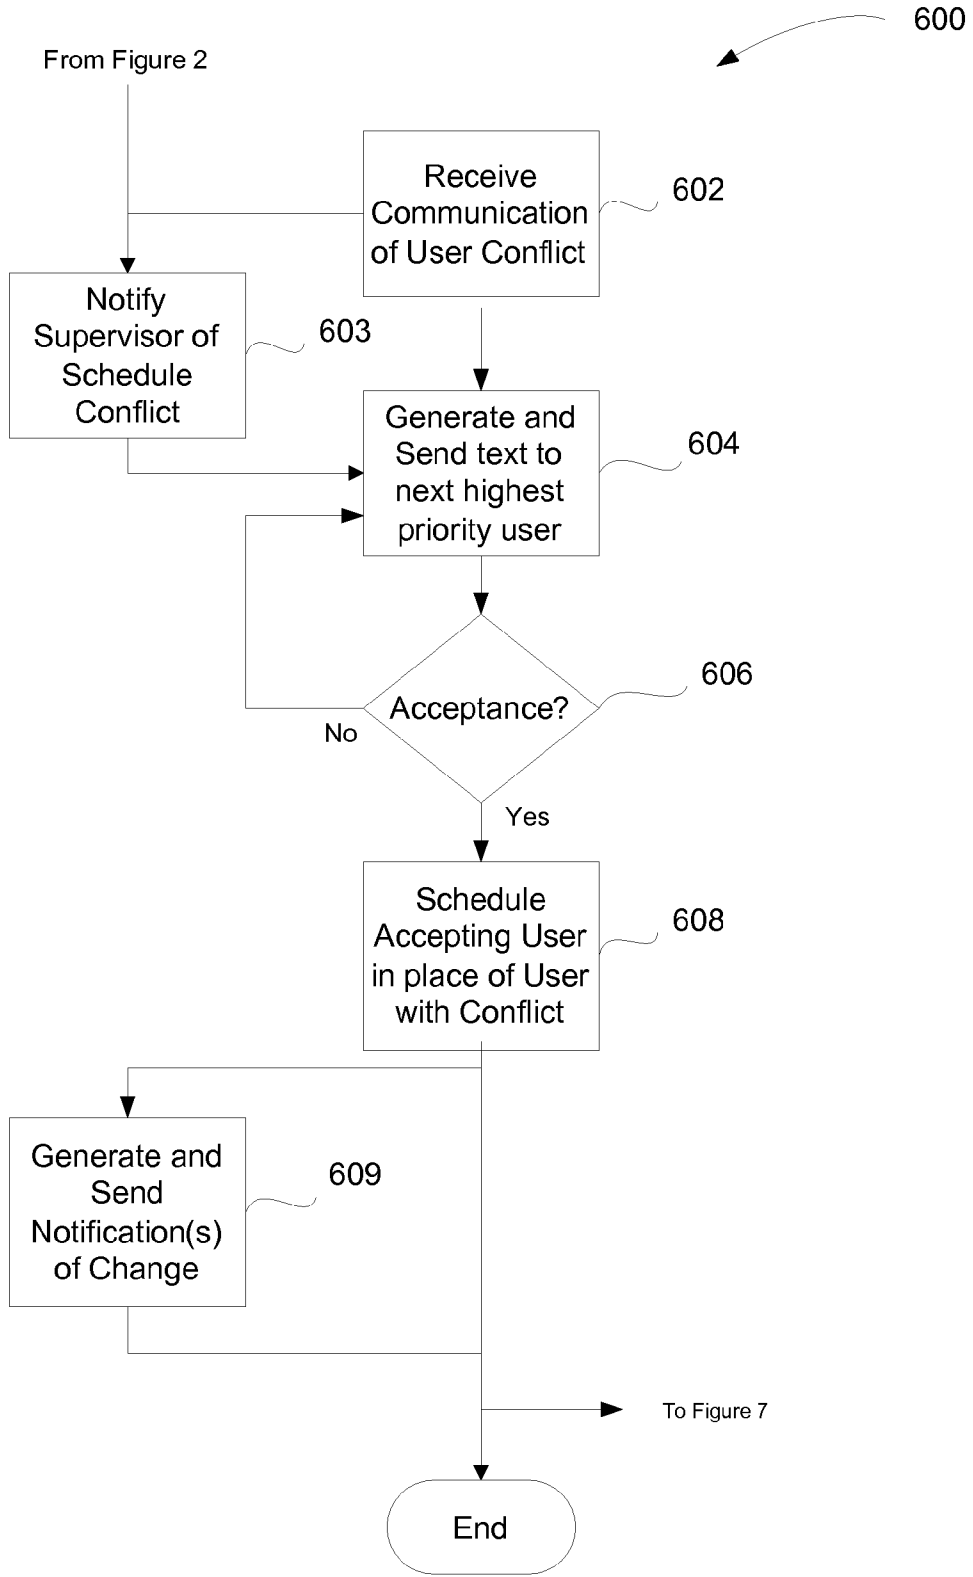 600
From Figure 2
Receive
Communication
of User Conflict
602
Notify
Supervisor of
Schedule
Conflict
603
Generate and
Send text to
next highest
priority user
604
Acceptance?
606
No
Yes
Schedule
Accepting User
in place of User
with Conflict
608
Generate and
Send
Notification(s)
of Change
609
To Figure 7
End